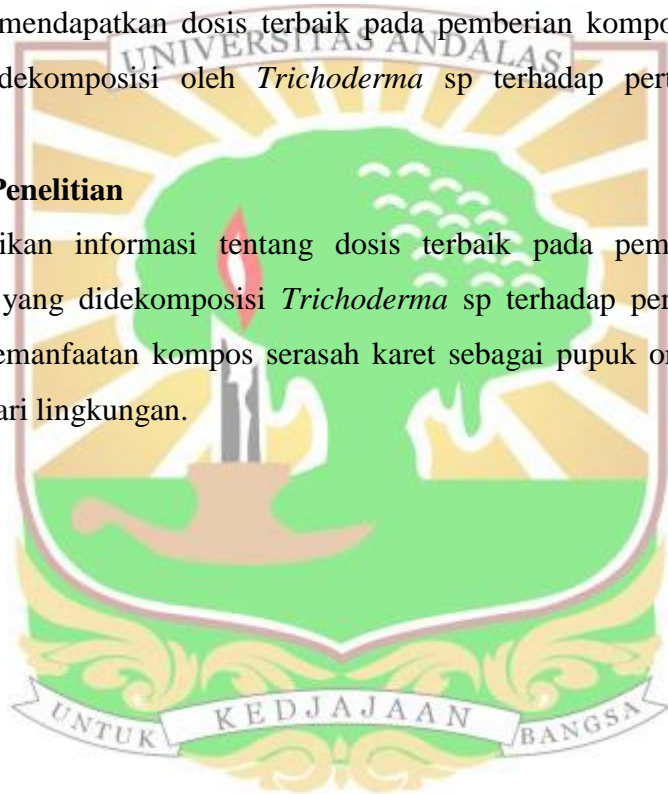 mendapatkan dosis terbaik pada pemberian kompo
UNIVERSITAS ANDALAS
dekomposisi oleh Trichoderma sp terhadap pert
Penelitian
ikan informasi tentang dosis terbaik pada pem
yang didekomposisi Trichoderma sp terhadap per
emanfaatan kompos serasah karet sebagai pupuk or
ari lingkungan.
UNTUK KEDJAJAAN BANGSA